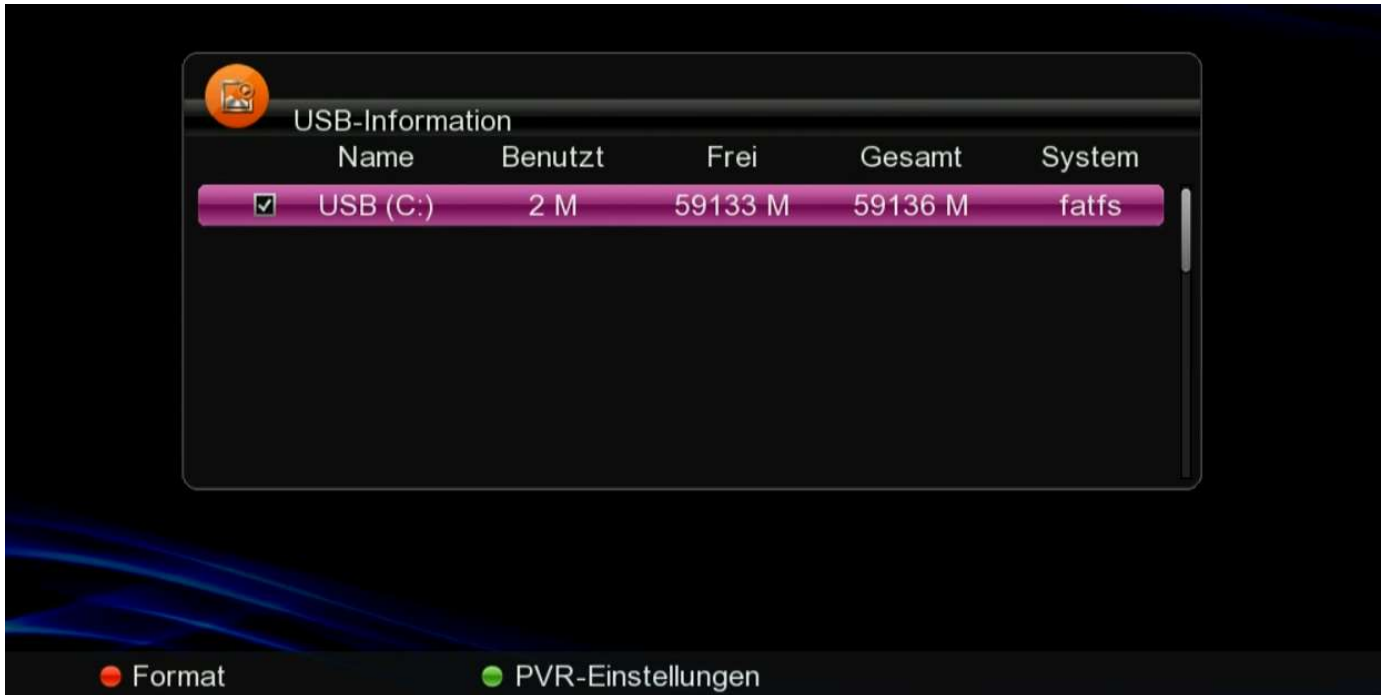 USB-Information
Name Benutzt Frei Gesamt System
USB (C:) 2 M 59133 M 59136 M fatfs
Format PVR-Einstellungen